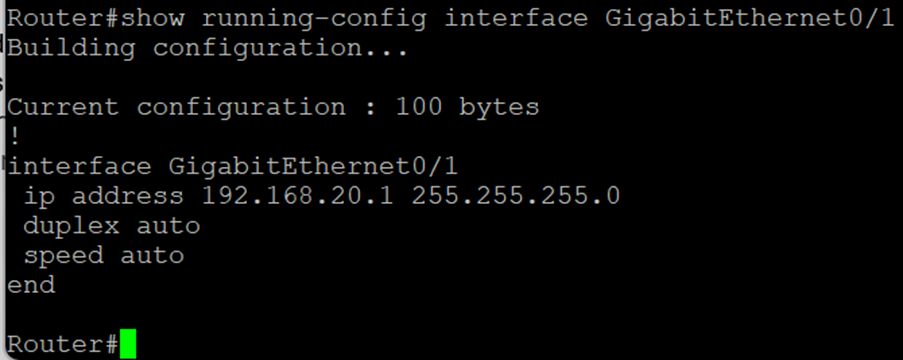 Router#show running-config interface GigabitEthernet0/1
Building configuration...
Current configuration : 100 bytes
!
interface GigabitEthernet0/1
 ip address 192.168.20.1 255.255.255.0
 duplex auto
 speed auto
end
Router#